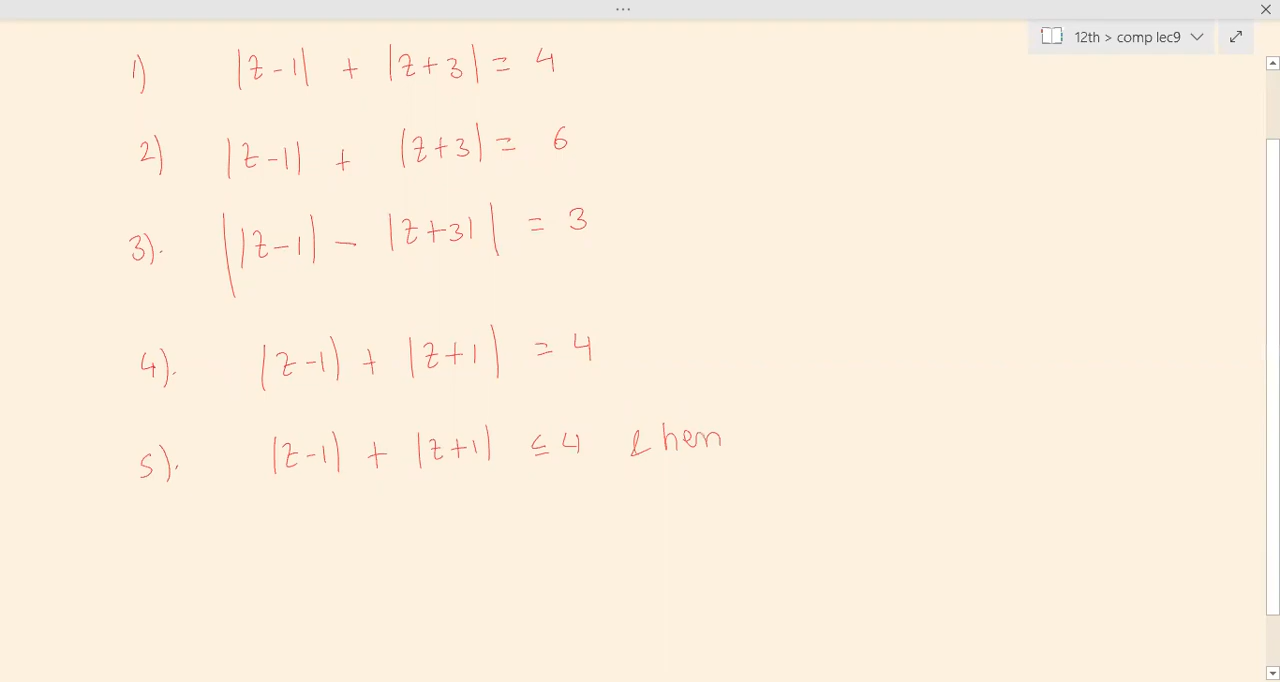 12th > comp lec9
1) |z-1| + |z+3| = 4
2) |z-1| + |z+3| = 6
3). ||z-1| - |z+3|| = 3
4). |z-1| + |z+1| = 4
5). |z-1| + |z+1| ≤ 4 then